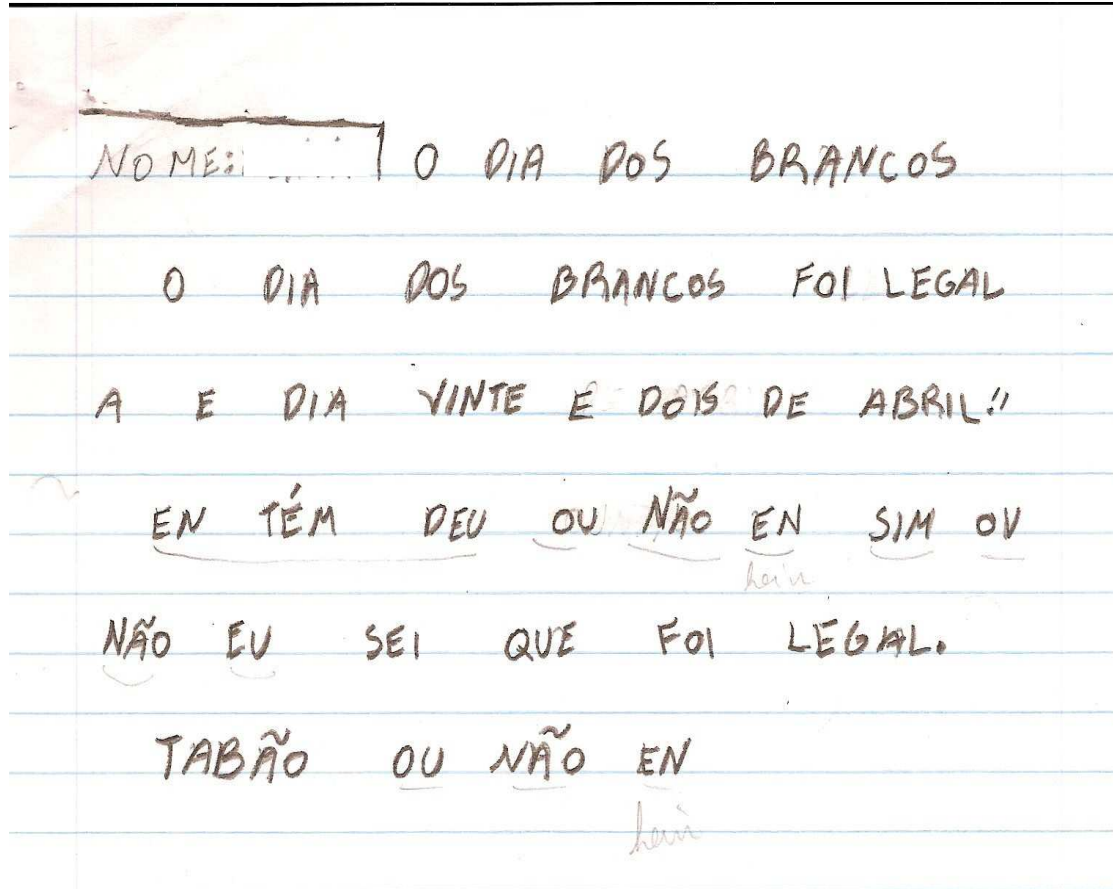 NOME: O DIA DOS BRANCOS
O DIA DOS BRANCOS FOI LEGAL
A E DIA VINTE E DOIS DE ABRIL!!
EN TÉM DEU OU NÃO EN SIM OU
hein
NÃO EU SEI QUE FOI LEGAL.
TABÃO OU NÃO EN
hein